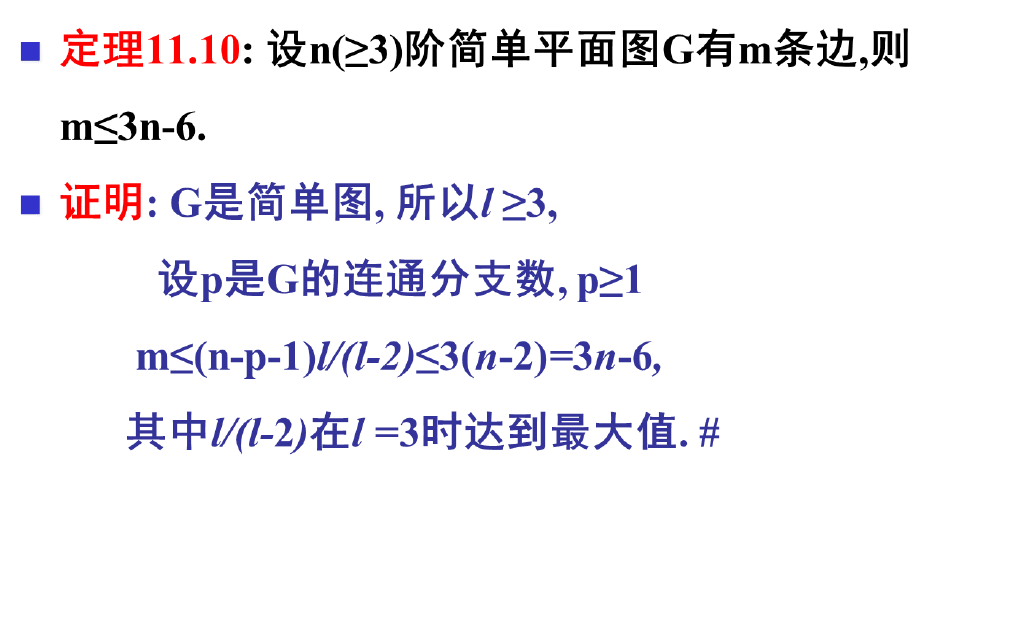 定理11.10: 设n(≥3)阶简单平面图G有m条边,则
m≤3n-6.
证明: G是简单图, 所以l ≥3,
设p是G的连通分支数, p≥1
m≤(n-p-1)l/(l-2)≤3(n-2)=3n-6,
其中l/(l-2)在l =3时达到最大值. #